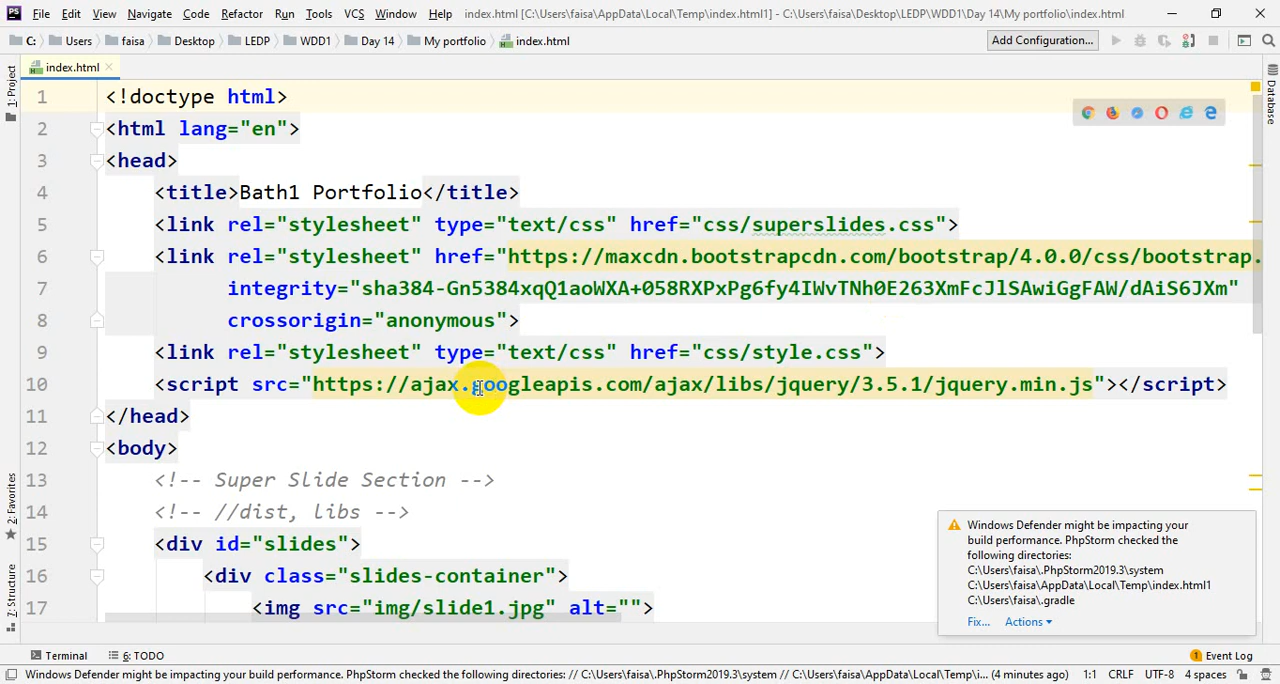 File Edit View Navigate Code Refactor Run Tools VCS Window Help index.html [C:\Users\faisa\AppData\Local\Temp\index.html1] - C:\Users\faisa\Desktop\LEDP\WDD1\Day 14\My portfolio\index.html
C: Users faisa Desktop LEDP WDD1 Day 14 My portfolio index.html Add Configuration...
index.html
1: Project
Database
1 <!doctype html>
2 <html lang="en">
3 <head>
4 <title>Bath1 Portfolio</title>
5 <link rel="stylesheet" type="text/css" href="css/superslides.css">
6 <link rel="stylesheet" href="https://maxcdn.bootstrapcdn.com/bootstrap/4.0.0/css/bootstrap.
7 integrity="sha384-Gn5384xqQ1aoWXA+058RXPxPg6fy4IWvTNh0E263XmFcJlSAwiGgFAW/dAiS6JXm"
8 crossorigin="anonymous">
9 <link rel="stylesheet" type="text/css" href="css/style.css">
10 <script src="https://ajax.googleapis.com/ajax/libs/jquery/3.5.1/jquery.min.js"></script>
11 </head>
12 <body>
13 <!-- Super Slide Section -->
14 <!-- //dist, libs -->
15 <div id="slides">
16 <div class="slides-container">
17 <img src="img/slide1.jpg" alt="">
2: Favorites
Z: Structure
Windows Defender might be impacting your
build performance. PhpStorm checked the
following directories:
C:\Users\faisa\.PhpStorm2019.3\system
C:\Users\faisa\AppData\Local\Temp\index.html1
C:\Users\faisa\.gradle
Fix... Actions
Terminal 6: TODO 1 Event Log
Windows Defender might be impacting your build performance. PhpStorm checked the following directories: // C:\Users\faisa\.PhpStorm2019.3\system // C:\Users\faisa\AppData\Local\Temp\i... (4 minutes ago) 1:1 CRLF UTF-8 4 spaces